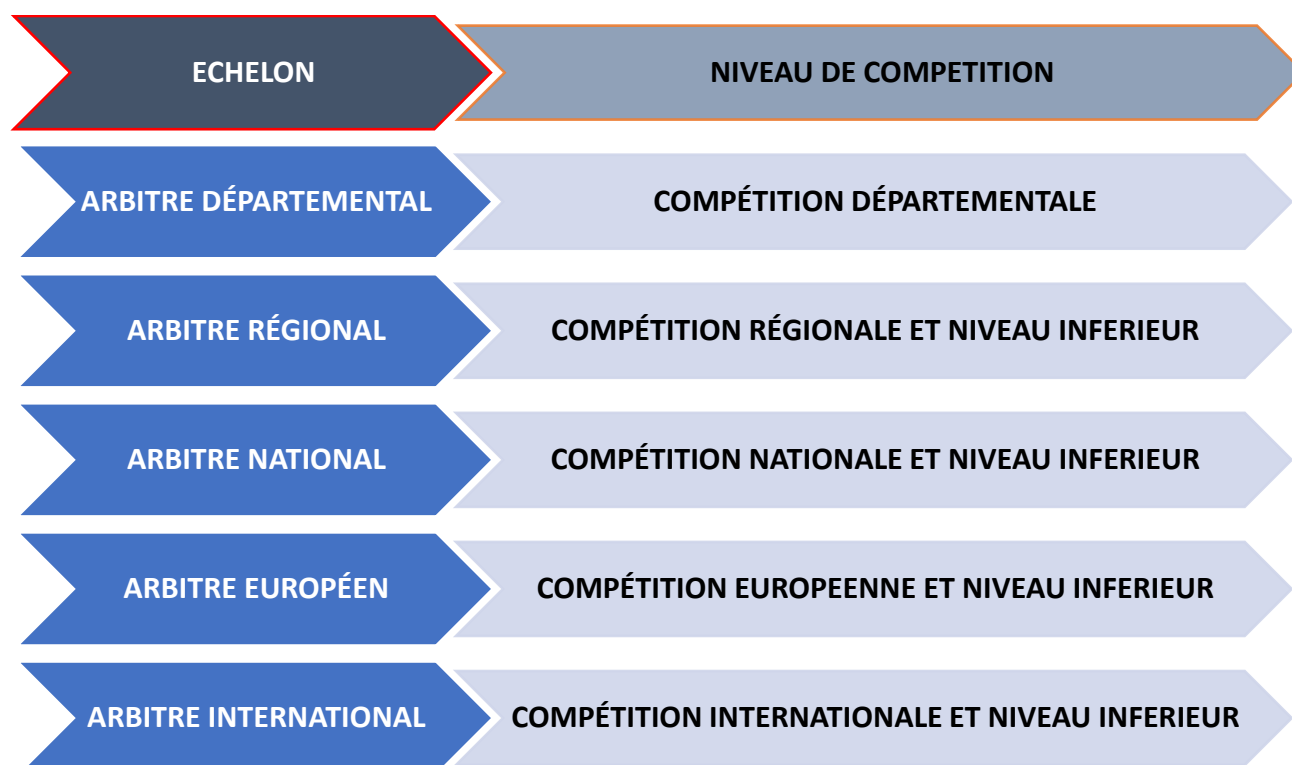 ECHELON
NIVEAU DE COMPETITION
ARBITRE DÉPARTEMENTAL
COMPÉTITION DÉPARTEMENTALE
ARBITRE RÉGIONAL
COMPÉTITION RÉGIONALE ET NIVEAU INFERIEUR
ARBITRE NATIONAL
COMPÉTITION NATIONALE ET NIVEAU INFERIEUR
ARBITRE EUROPÉEN
COMPÉTITION EUROPEENNE ET NIVEAU INFERIEUR
ARBITRE INTERNATIONAL
COMPÉTITION INTERNATIONALE ET NIVEAU INFERIEUR